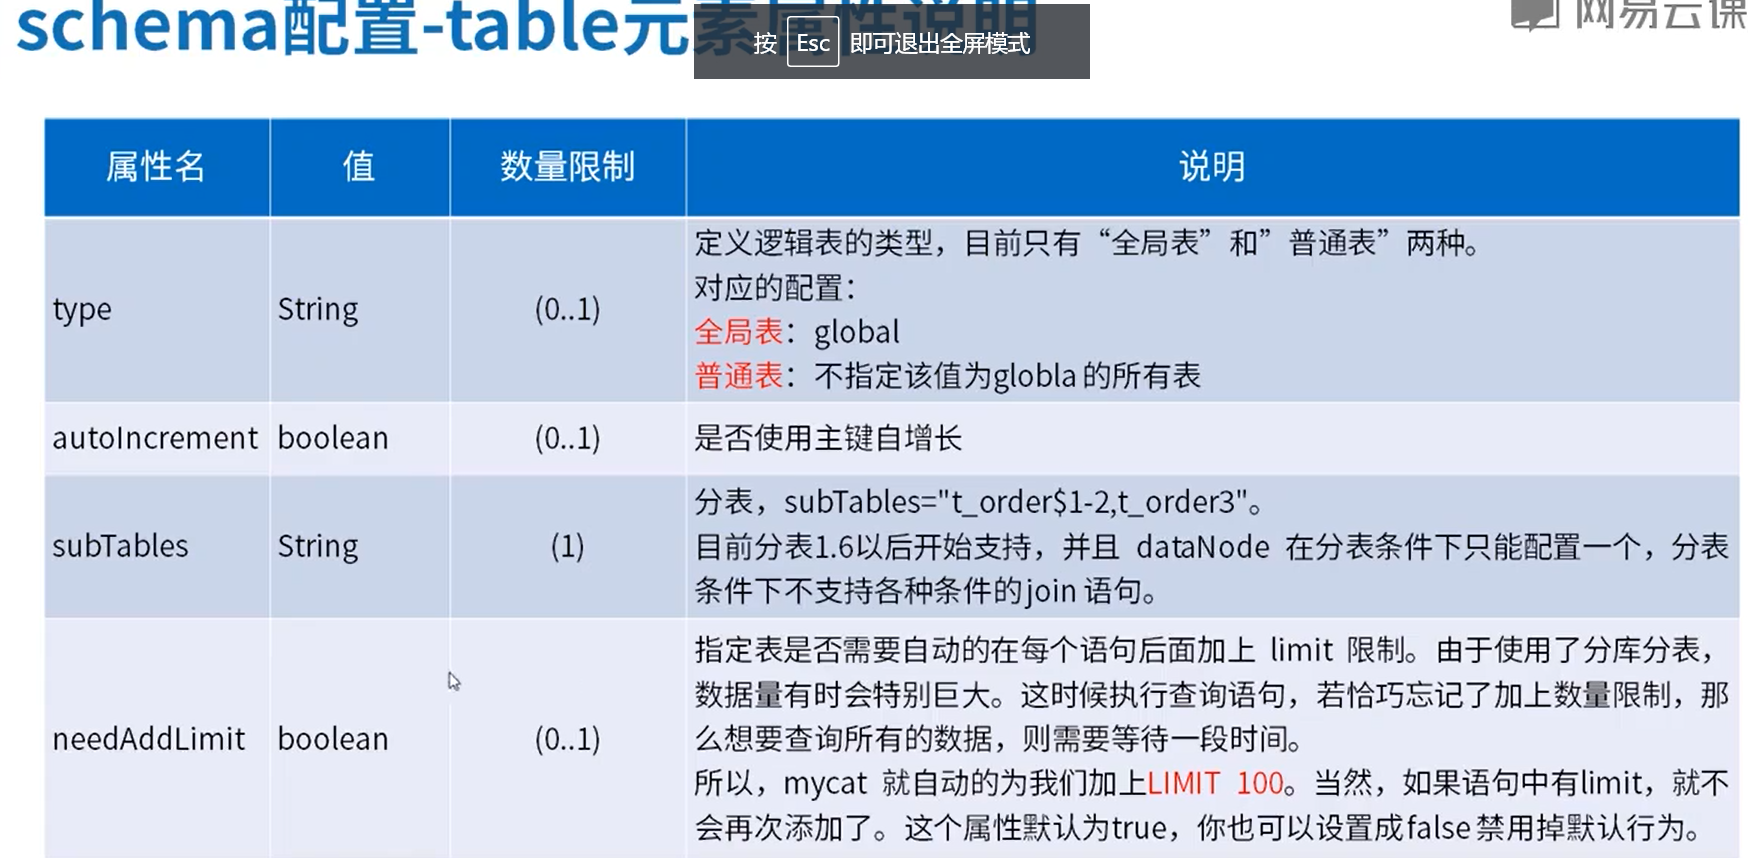 schema配置-table元素属性说明
网易云课
按 Esc 即可退出全屏模式
属性名 值 数量限制 说明
type String (0..1)
定义逻辑表的类型，目前只有“全局表”和”普通表”两种。
对应的配置：
全局表：global
普通表：不指定该值为globla的所有表
autoIncrement boolean (0..1) 是否使用主键自增长
subTables String (1)
分表，subTables="t_order$1-2,t_order3"。
目前分表1.6以后开始支持，并且 dataNode 在分表条件下只能配置一个，分表
条件下不支持各种条件的join语句。
needAddLimit boolean (0..1)
指定表是否需要自动的在每个语句后面加上 limit 限制。由于使用了分库分表，
数据量有时会特别巨大。这时候执行查询语句，若恰巧忘记了加上数量限制，那
么想要查询所有的数据，则需要等待一段时间。
所以，mycat 就自动的为我们加上LIMIT 100。当然，如果语句中有limit，就不
会再次添加了。这个属性默认为true，你也可以设置成false禁用掉默认行为。